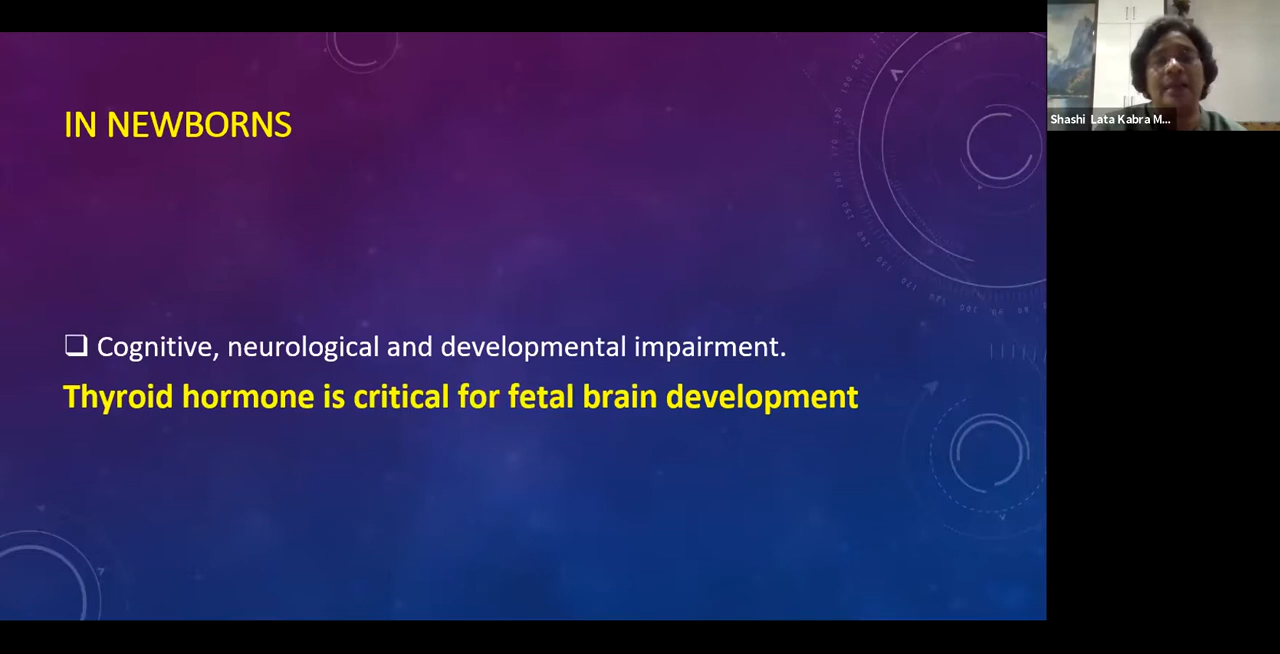 IN NEWBORNS
❑ Cognitive, neurological and developmental impairment.
Thyroid hormone is critical for fetal brain development
Shashi Lata Kabra M...